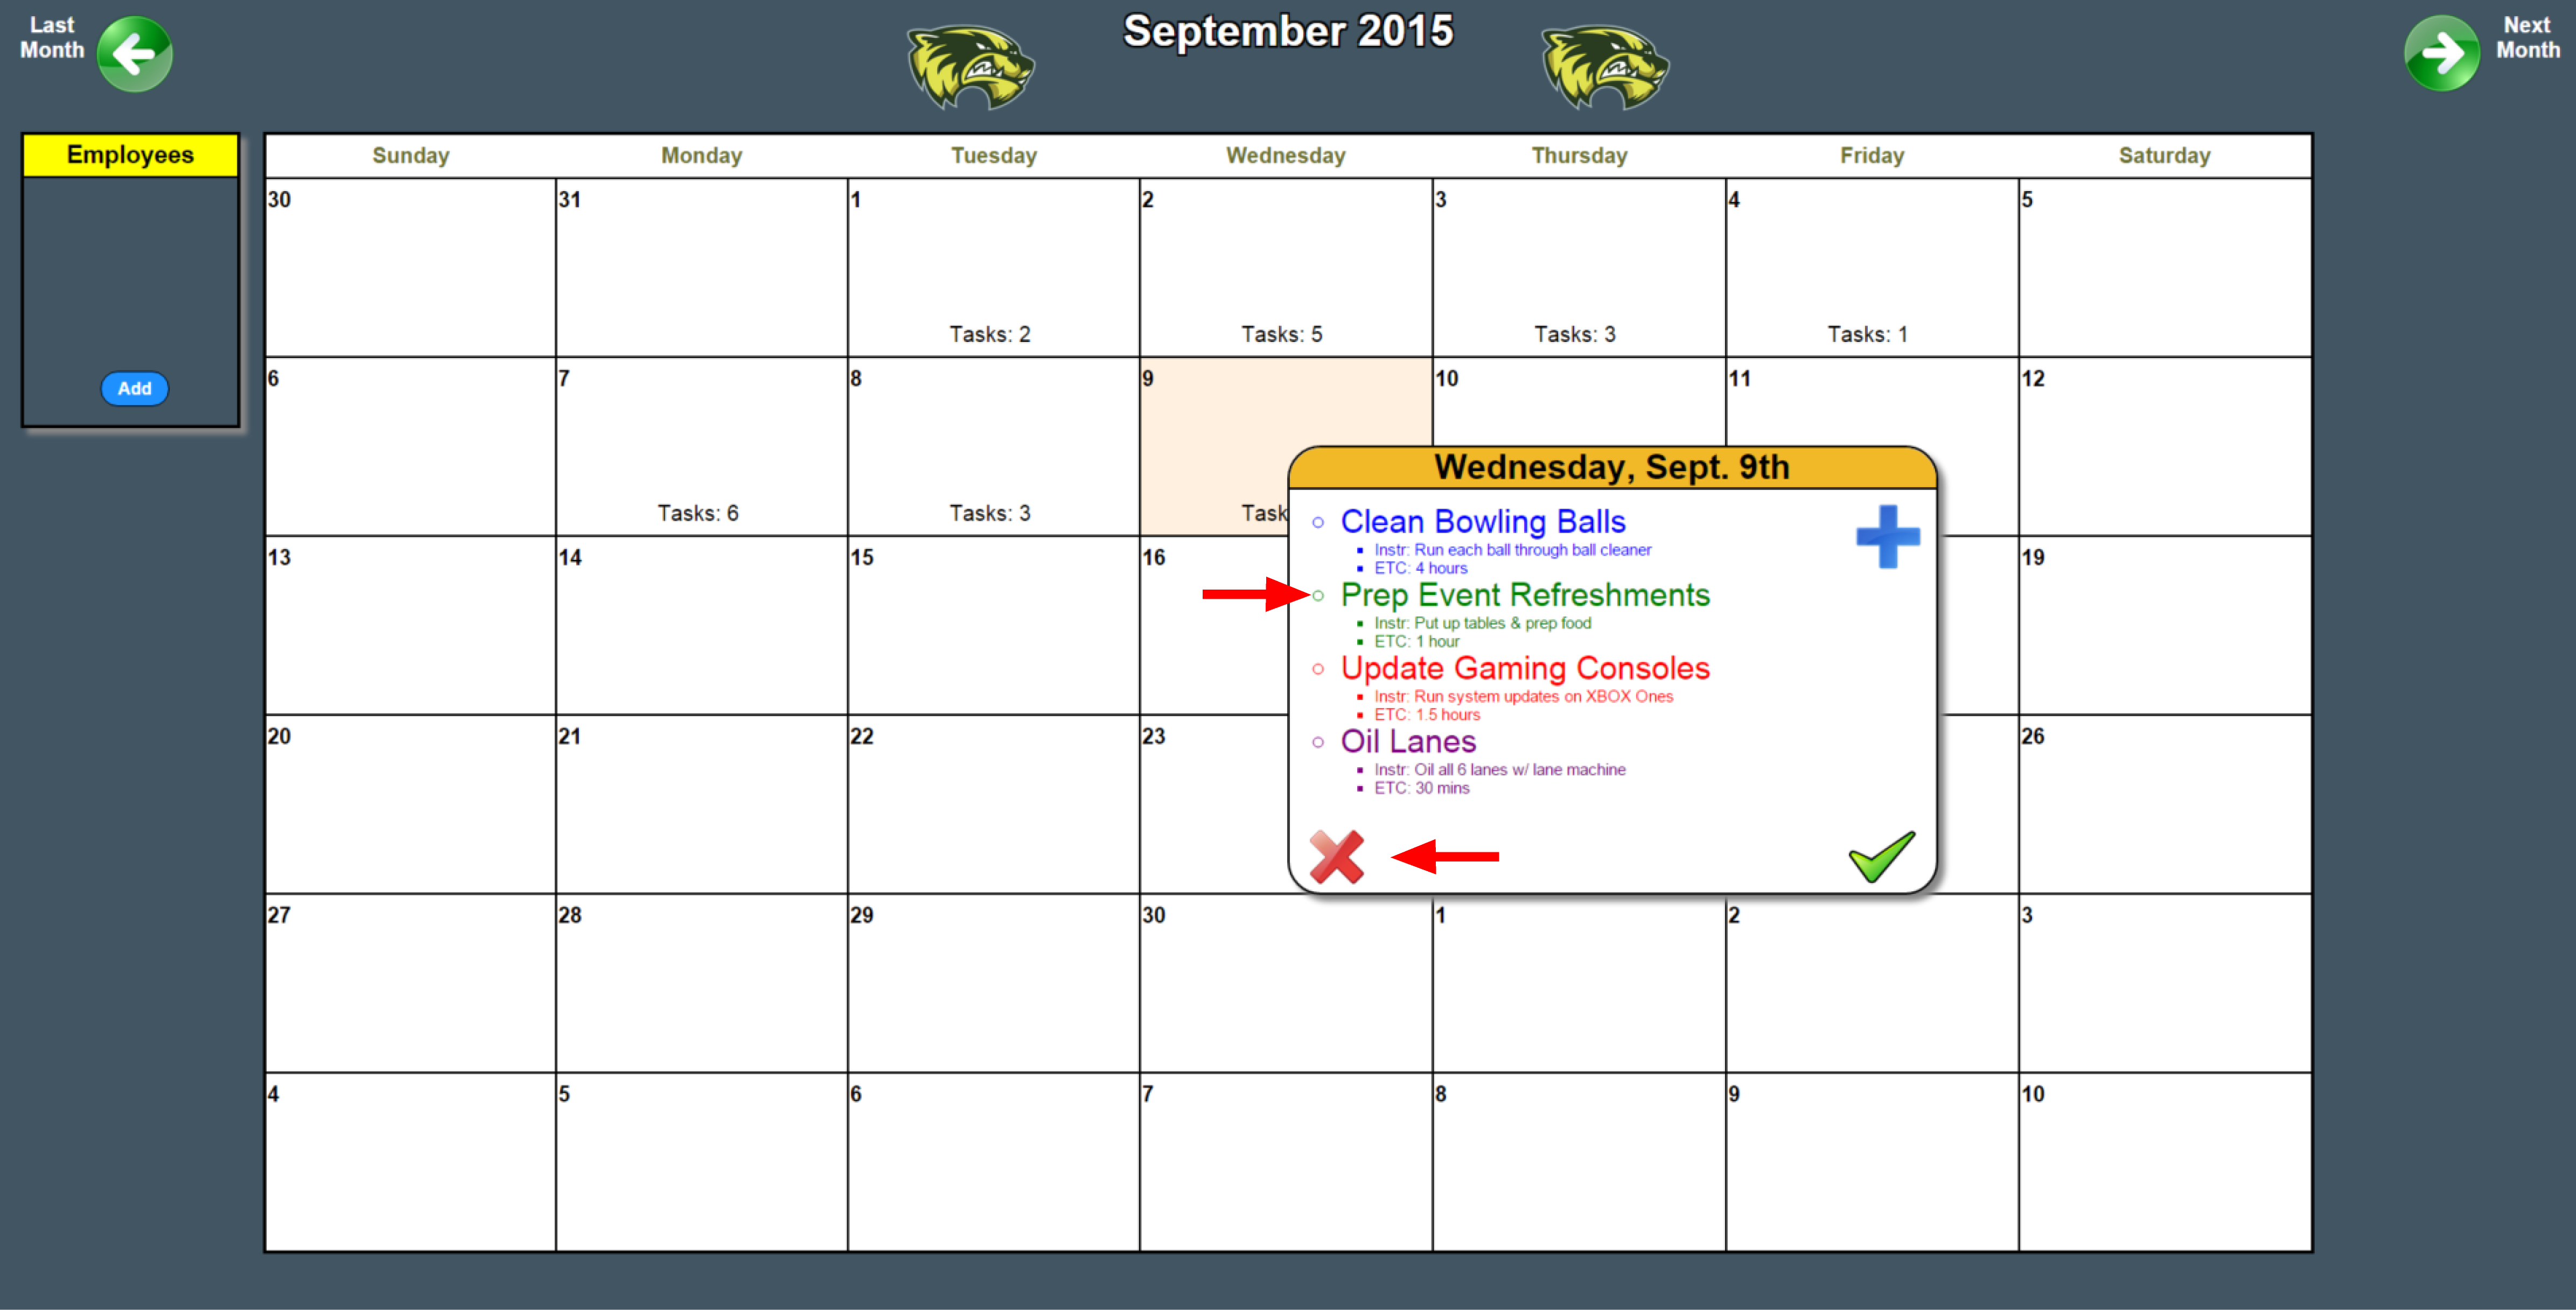 Last
Month
September 2015
Next
Month
Employees
Add
Sunday Monday Tuesday Wednesday Thursday Friday Saturday
30 31 1 2 3 4 5
Tasks: 2 Tasks: 5 Tasks: 3 Tasks: 1
6 7 8 9 10 11 12
Tasks: 6 Tasks: 3 Task
Wednesday, Sept. 9th
Clean Bowling Balls
Instr: Run each ball through ball cleaner
ETC: 4 hours
Prep Event Refreshments
Instr: Put up tables & prep food
ETC: 1 hour
Update Gaming Consoles
Instr: Run system updates on XBOX Ones
ETC: 1.5 hours
Oil Lanes
Instr: Oil all 6 lanes w/ lane machine
ETC: 30 mins
13 14 15 16 19
20 21 22 23 26
27 28 29 30 1 2 3
4 5 6 7 8 9 10